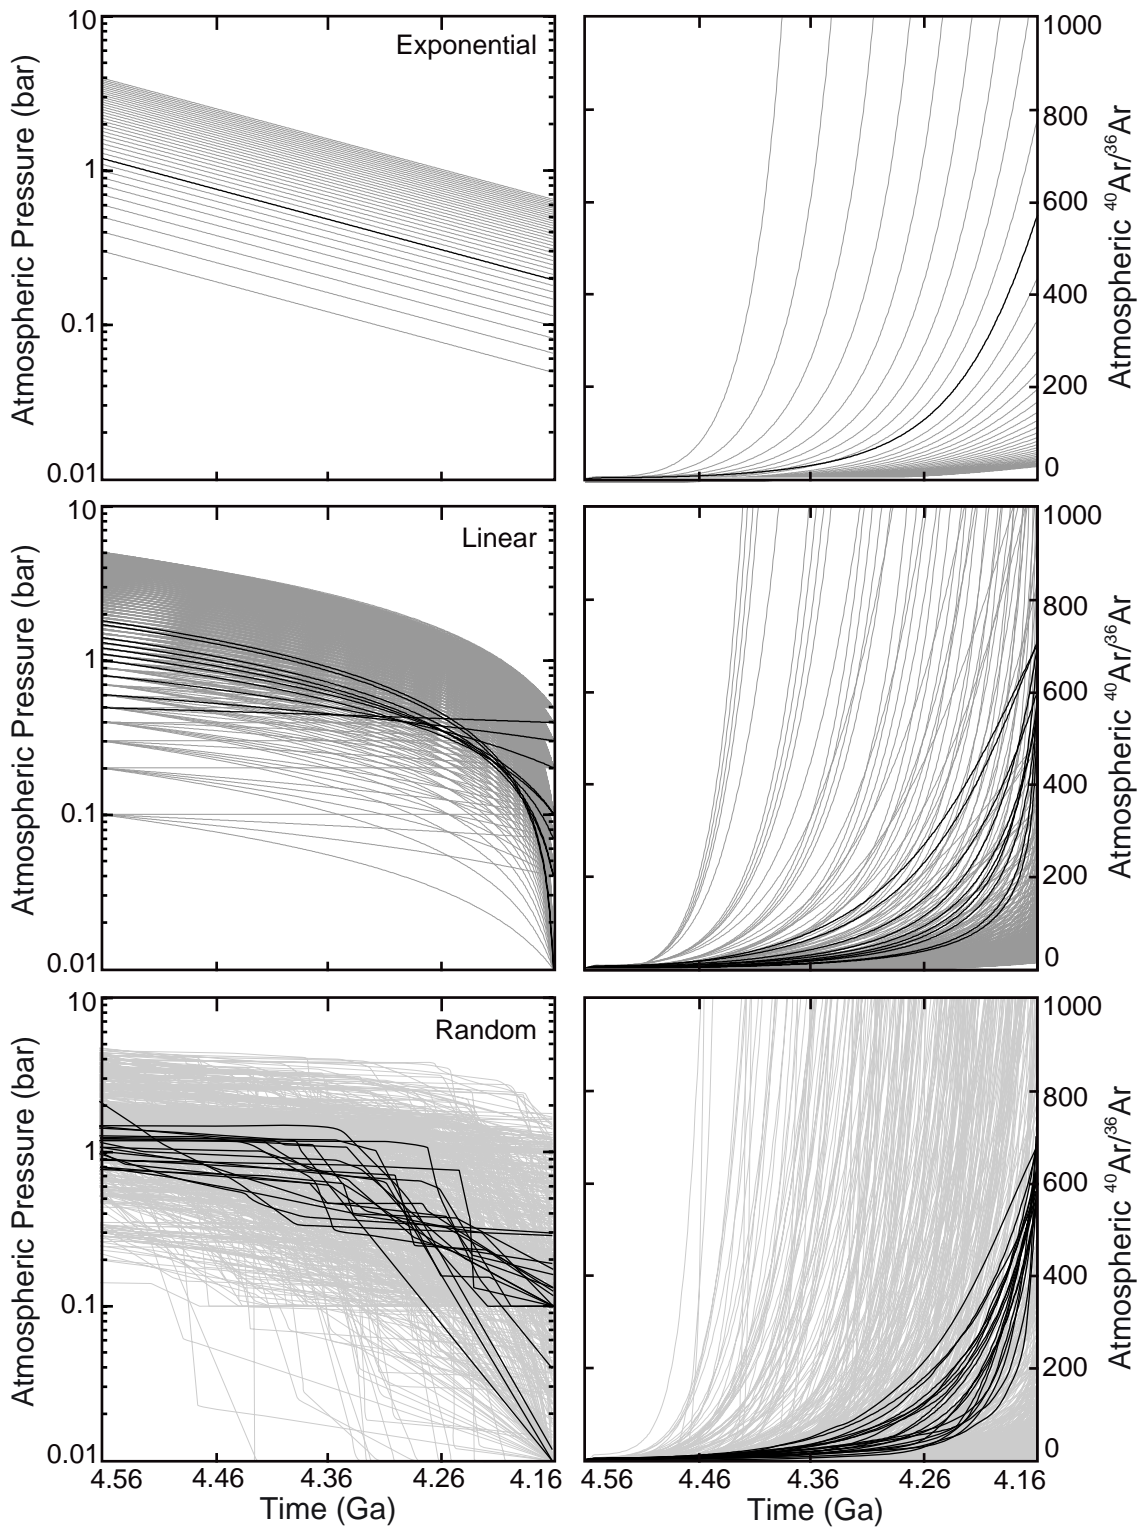 10
1
0.1
0.01
Atmospheric Pressure (bar)
Exponential
1000
800
600
400
200
0
Atmospheric ⁴⁰Ar/³⁶Ar
10
1
0.1
0.01
Atmospheric Pressure (bar)
Linear
1000
800
600
400
200
0
Atmospheric ⁴⁰Ar/³⁶Ar
10
1
0.1
0.01
Atmospheric Pressure (bar)
Random
1000
800
600
400
200
0
Atmospheric ⁴⁰Ar/³⁶Ar
4.56 4.46 4.36 4.26 4.16
Time (Ga)
4.56 4.46 4.36 4.26 4.16
Time (Ga)